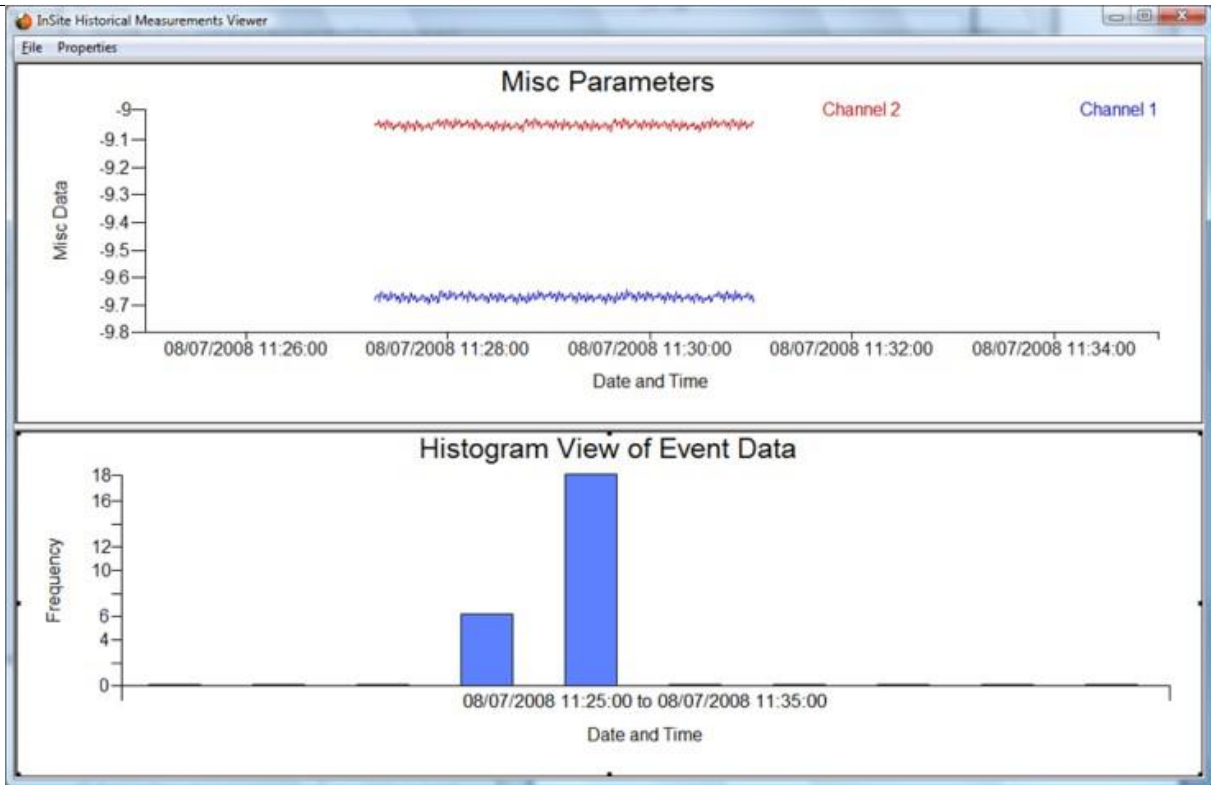 InSite Historical Measurements Viewer
File Properties
Misc Parameters
Channel 2 Channel 1
Misc Data
-9
-9.1
-9.2
-9.3
-9.4
-9.5
-9.6
-9.7
-9.8
08/07/2008 11:26:00 08/07/2008 11:28:00 08/07/2008 11:30:00 08/07/2008 11:32:00 08/07/2008 11:34:00
Date and Time
Histogram View of Event Data
Frequency
18
16
12
10
6
4
0
08/07/2008 11:25:00 to 08/07/2008 11:35:00
Date and Time